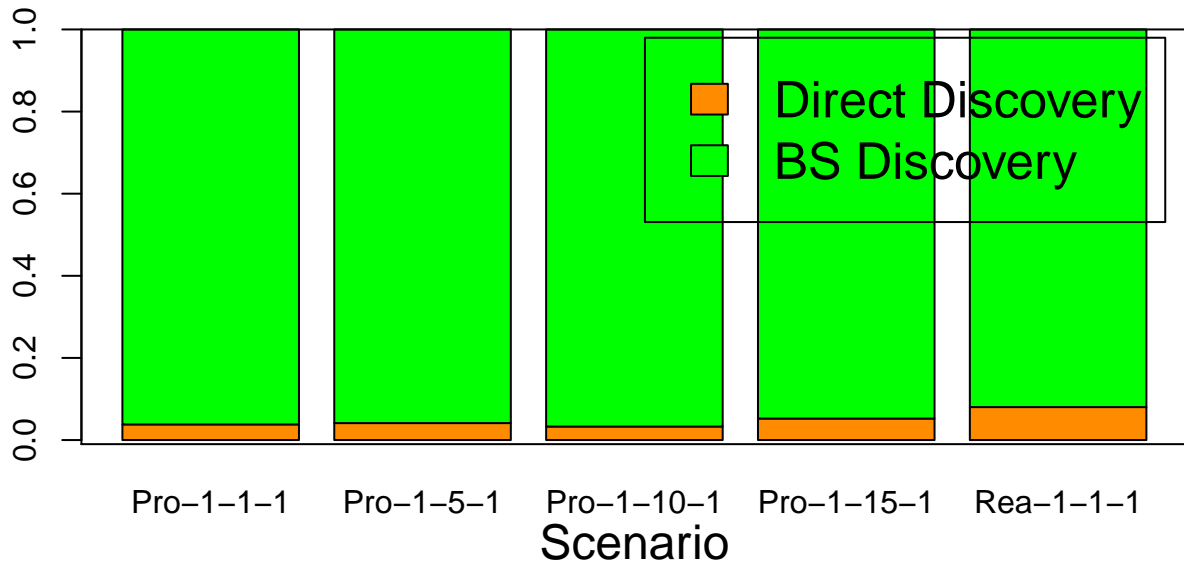 1.0
0.8
0.6
0.4
0.2
0.0
Direct Discovery
BS Discovery
Pro−1−1−1 Pro−1−5−1 Pro−1−10−1 Pro−1−15−1 Rea−1−1−1
Scenario